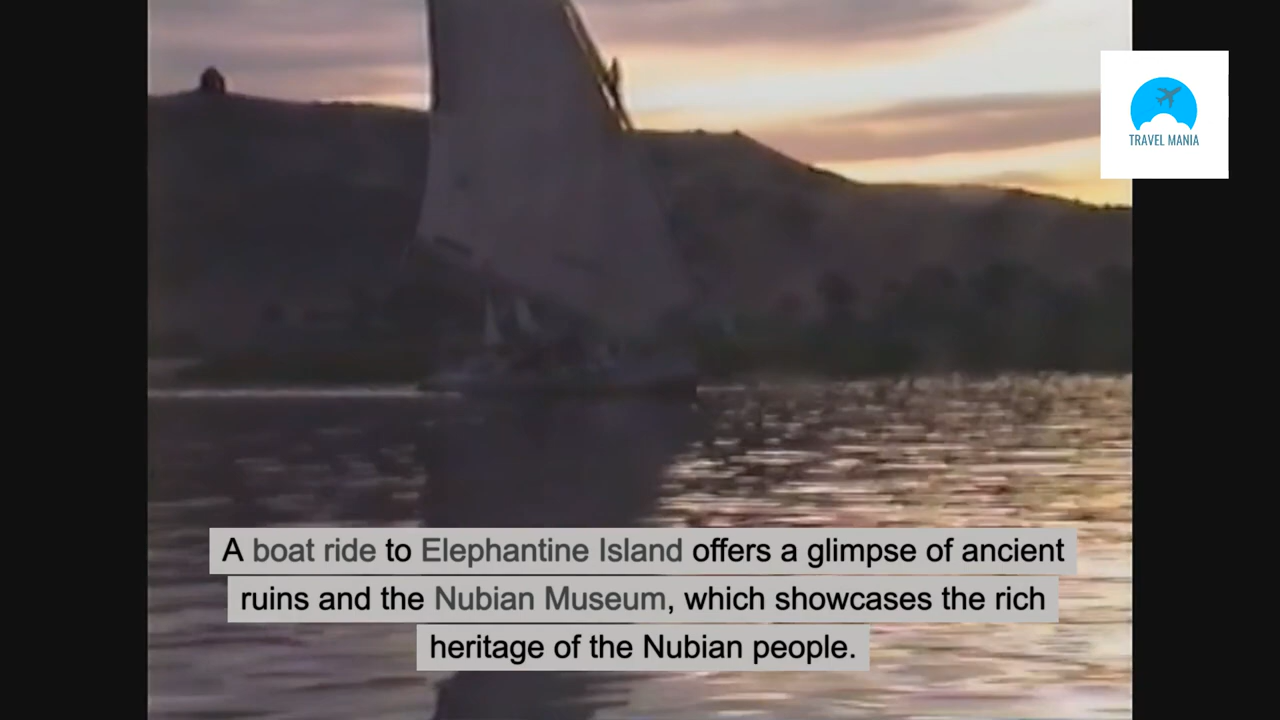 TRAVEL MANIA
A boat ride to Elephantine Island offers a glimpse of ancient
ruins and the Nubian Museum, which showcases the rich
heritage of the Nubian people.